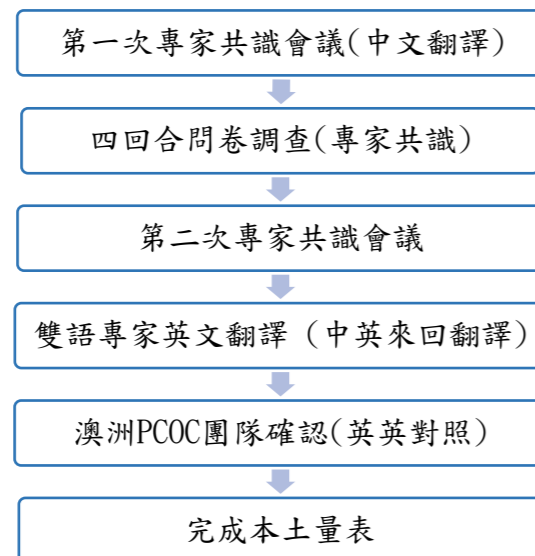 第一次專家共識會議(中文翻譯)
四回合問卷調查(專家共識)
第二次專家共識會議
雙語專家英文翻譯 (中英來回翻譯)
澳洲PCOC團隊確認(英英對照)
完成本土量表